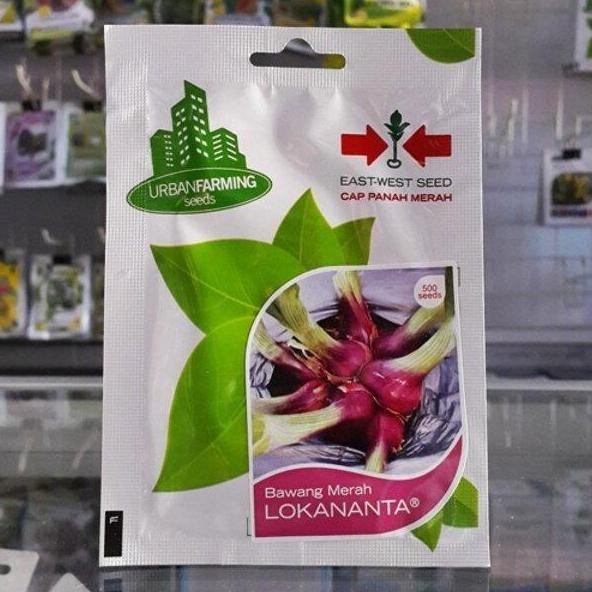 URBANFARMING
seeds
EAST-WEST SEED
CAP PANAH MERAH
500
seeds
Bawang Merah
LOKANANTA®